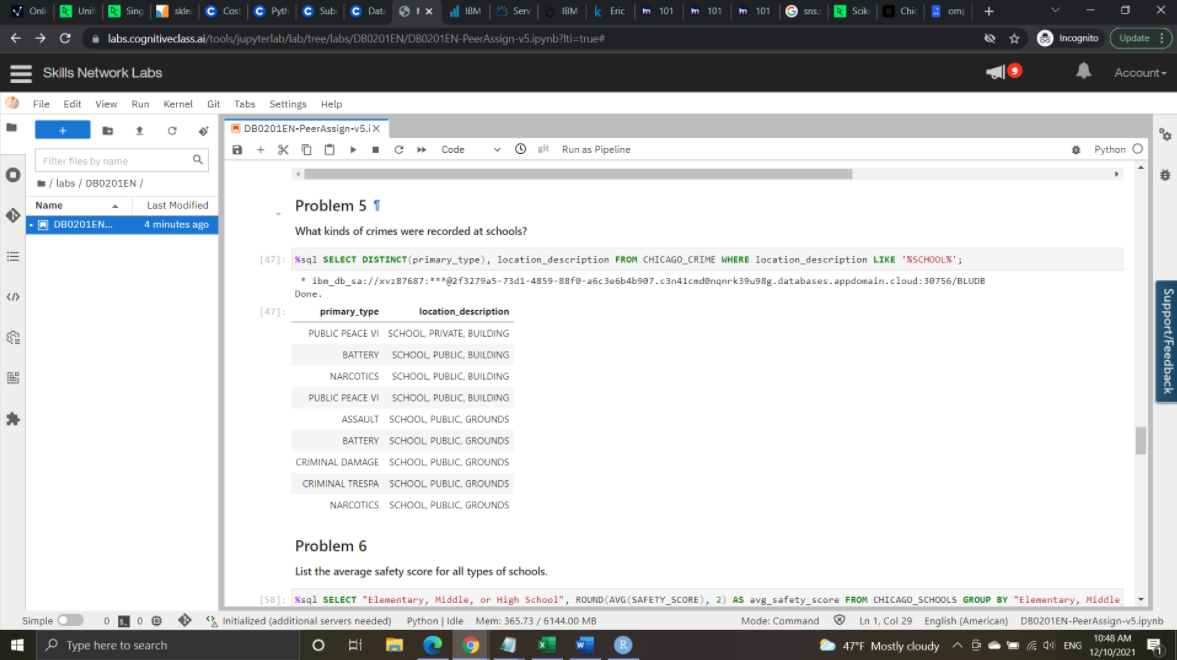 Onli
Unif
Sing
skle
Cost
Pyth
Subs
Data
IBM
Serv
IBM
Eric
101
101
101
sns.s
Scik
Chic
omp
labs.cognitiveclass.ai/tools/jupyterlab/lab/tree/labs/DB0201EN/DB0201EN-PeerAssign-v5.ipynb?lti=true#
Incognito
Update
Skills Network Labs
9
Account
File Edit View Run Kernel Git Tabs Settings Help
DB0201EN-PeerAssign-v5.i
Code
git
Run as Pipeline
Python
Filter files by name
/ labs / DB0201EN /
Name
Last Modified
DB0201EN...
4 minutes ago
Problem 5 ¶
What kinds of crimes were recorded at schools?
[47]: %sql SELECT DISTINCT(primary_type), location_description FROM CHICAGO_CRIME WHERE location_description LIKE '%SCHOOL%';
* ibm_db_sa://xvz87687:***@2f3279a5-73d1-4859-88f0-a6c3e6b4b907.c3n41cmd0nqnrk39u98g.databases.appdomain.cloud:30756/BLUDB
Done.
[47]: primary_type location_description
PUBLIC PEACE VI SCHOOL, PRIVATE, BUILDING
BATTERY SCHOOL, PUBLIC, BUILDING
NARCOTICS SCHOOL, PUBLIC, BUILDING
PUBLIC PEACE VI SCHOOL, PUBLIC, BUILDING
ASSAULT SCHOOL, PUBLIC, GROUNDS
BATTERY SCHOOL, PUBLIC, GROUNDS
CRIMINAL DAMAGE SCHOOL, PUBLIC, GROUNDS
CRIMINAL TRESPA SCHOOL, PUBLIC, GROUNDS
NARCOTICS SCHOOL, PUBLIC, GROUNDS
Problem 6
List the average safety score for all types of schools.
[58]: %sql SELECT "Elementary, Middle, or High School", ROUND(AVG(SAFETY_SCORE), 2) AS avg_safety_score FROM CHICAGO_SCHOOLS GROUP BY "Elementary, Middle
Support/Feedback
Simple
0
0
Initialized (additional servers needed)
Python | Idle
Mem: 365.73 / 6144.00 MB
Mode: Command
Ln 1, Col 29
English (American)
DB0201EN-PeerAssign-v5.ipynb
Type here to search
47°F Mostly cloudy
ENG
10:48 AM
12/10/2021
1